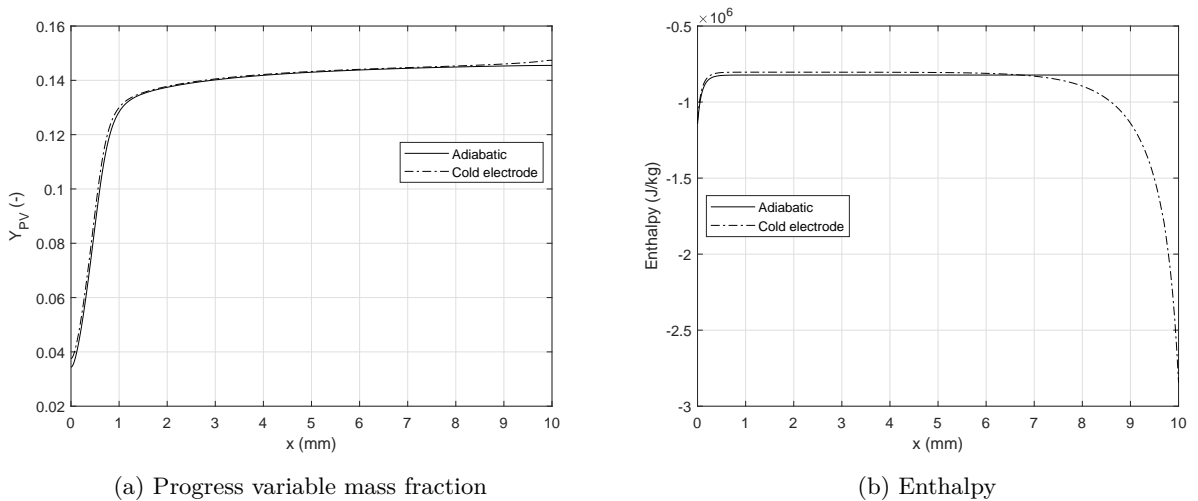 0.16
0.14
0.12
0.1
0.08
0.06
0.04
0.02
Y_PV (-)
0 1 2 3 4 5 6 7 8 9 10
x (mm)
Adiabatic
Cold electrode
(a) Progress variable mass fraction
×10^6
-0.5
-1
-1.5
-2
-2.5
-3
Enthalpy (J/kg)
0 1 2 3 4 5 6 7 8 9 10
x (mm)
Adiabatic
Cold electrode
(b) Enthalpy